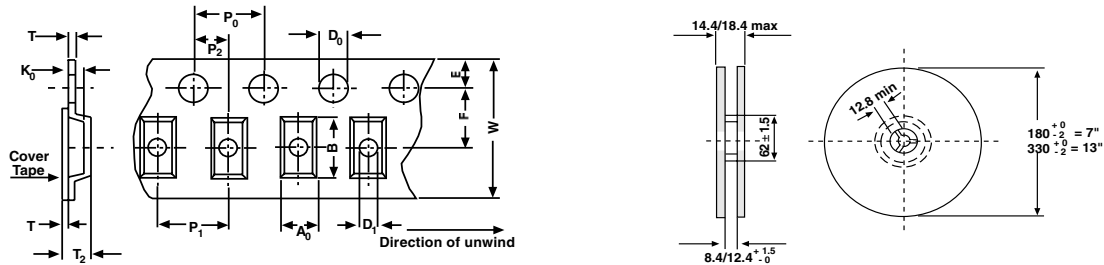 P0
T
P2
D0
K0
E
F
W
B
Cover
Tape
T
P1
A0
D1
T2
Direction of unwind
14.4/18.4 max
62 ± 1.5
8.4/12.4 +1.5 -0
12.8 min
180 +0 -2 = 7"
330 +0 -2 = 13"